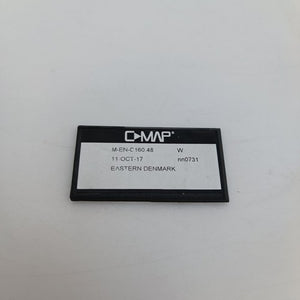 C-MAP®
M-EN-C160.48 W
11-OCT-17 nn0731
EASTERN DENMARK